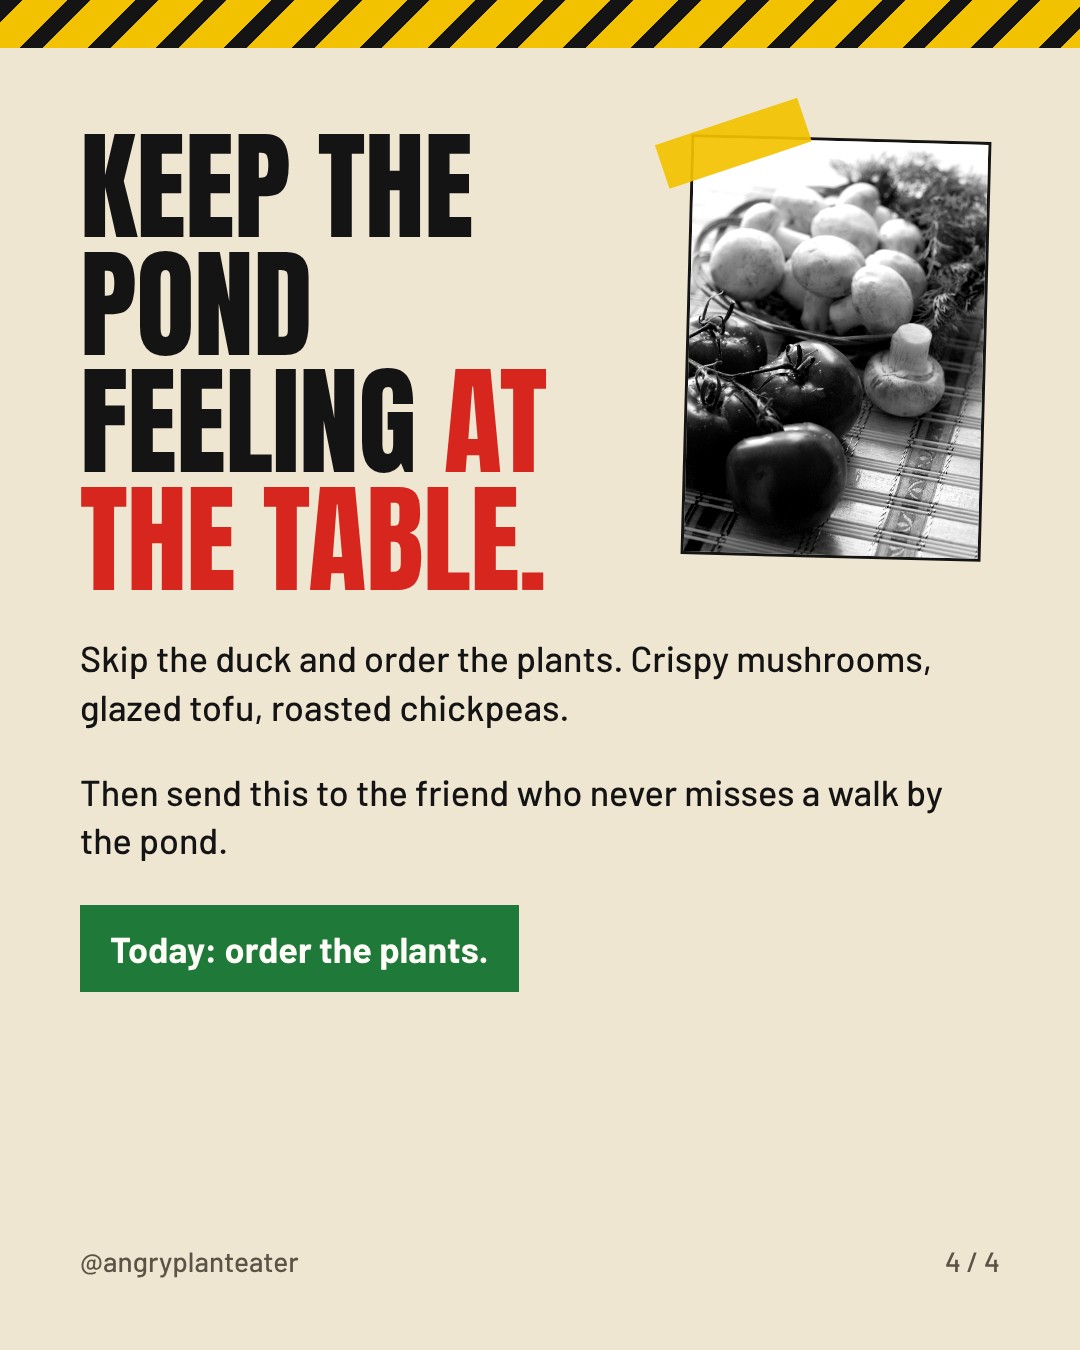 KEEP THE
POND
FEELING AT
THE TABLE.
Skip the duck and order the plants. Crispy mushrooms,
glazed tofu, roasted chickpeas.
Then send this to the friend who never misses a walk by
the pond.
Today: order the plants.
@angryplanteater
4 / 4